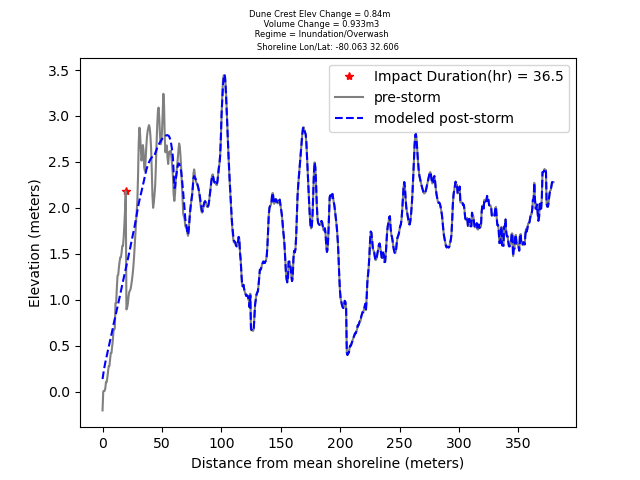 Dune Crest Elev Change = 0.84m
Volume Change = 0.933m3
Regime = Inundation/Overwash
Shoreline Lon/Lat: -80.063 32.606
Impact Duration(hr) = 36.5
pre-storm
modeled post-storm
3.5
3.0
2.5
2.0
1.5
1.0
0.5
0.0
Elevation (meters)
0 50 100 150 200 250 300 350
Distance from mean shoreline (meters)